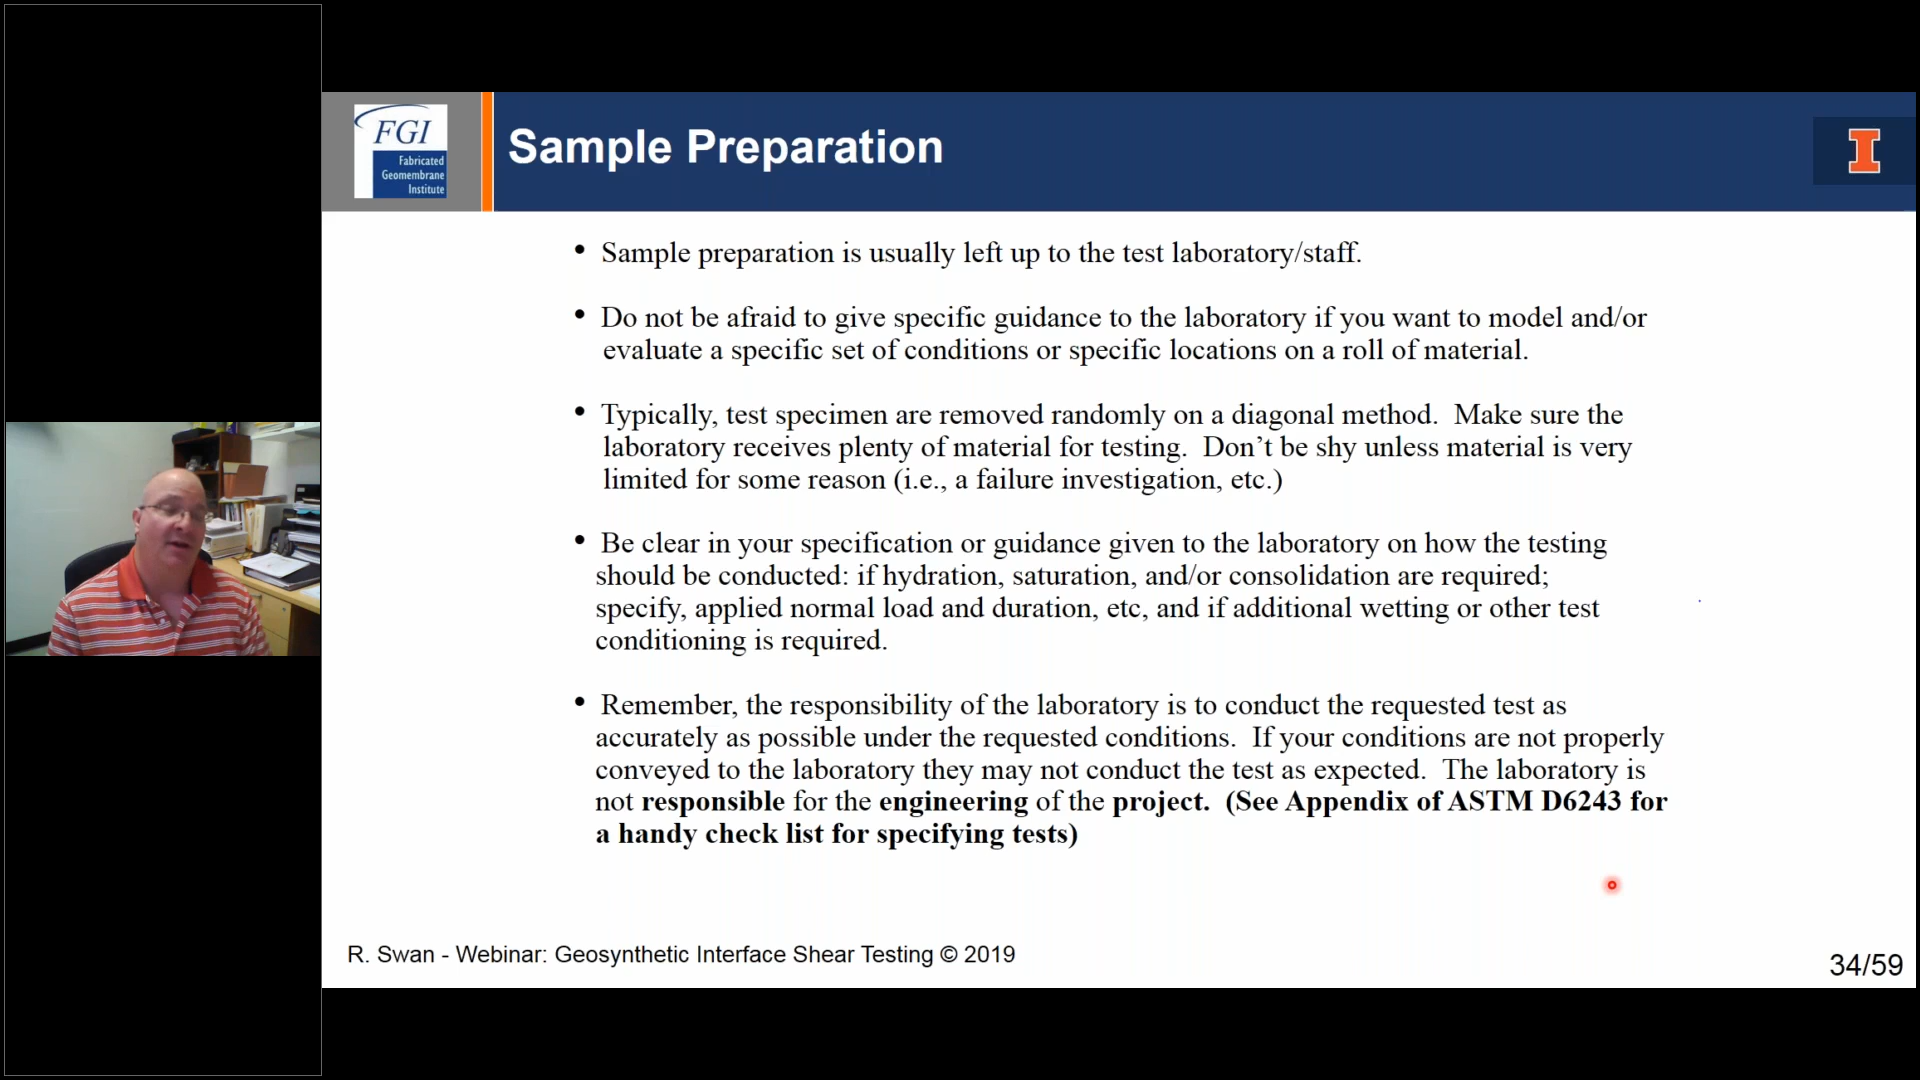 FGI
Fabricated
Geomembrane
Institute
Sample Preparation
I
• Sample preparation is usually left up to the test laboratory/staff.
• Do not be afraid to give specific guidance to the laboratory if you want to model and/or
evaluate a specific set of conditions or specific locations on a roll of material.
• Typically, test specimen are removed randomly on a diagonal method. Make sure the
laboratory receives plenty of material for testing. Don’t be shy unless material is very
limited for some reason (i.e., a failure investigation, etc.)
• Be clear in your specification or guidance given to the laboratory on how the testing
should be conducted: if hydration, saturation, and/or consolidation are required;
specify, applied normal load and duration, etc, and if additional wetting or other test
conditioning is required.
• Remember, the responsibility of the laboratory is to conduct the requested test as
accurately as possible under the requested conditions. If your conditions are not properly
conveyed to the laboratory they may not conduct the test as expected. The laboratory is
not responsible for the engineering of the project. (See Appendix of ASTM D6243 for
a handy check list for specifying tests)
R. Swan - Webinar: Geosynthetic Interface Shear Testing © 2019
34/59